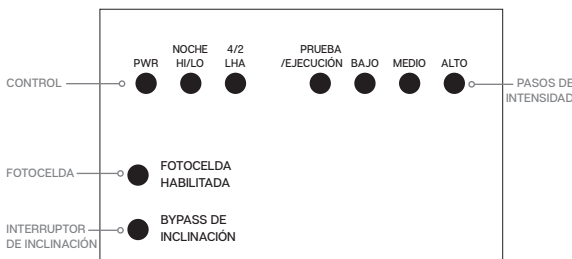 NOCHE 4/2 PRUEBA
PWR HI/LO LHA /EJECUCIÓN BAJO MEDIO ALTO
CONTROL
PASOS DE
INTENSIDAD
FOTOCELDA
FOTOCELDA
HABILITADA
INTERRUPTOR
DE INCLINACIÓN
BYPASS DE
INCLINACIÓN